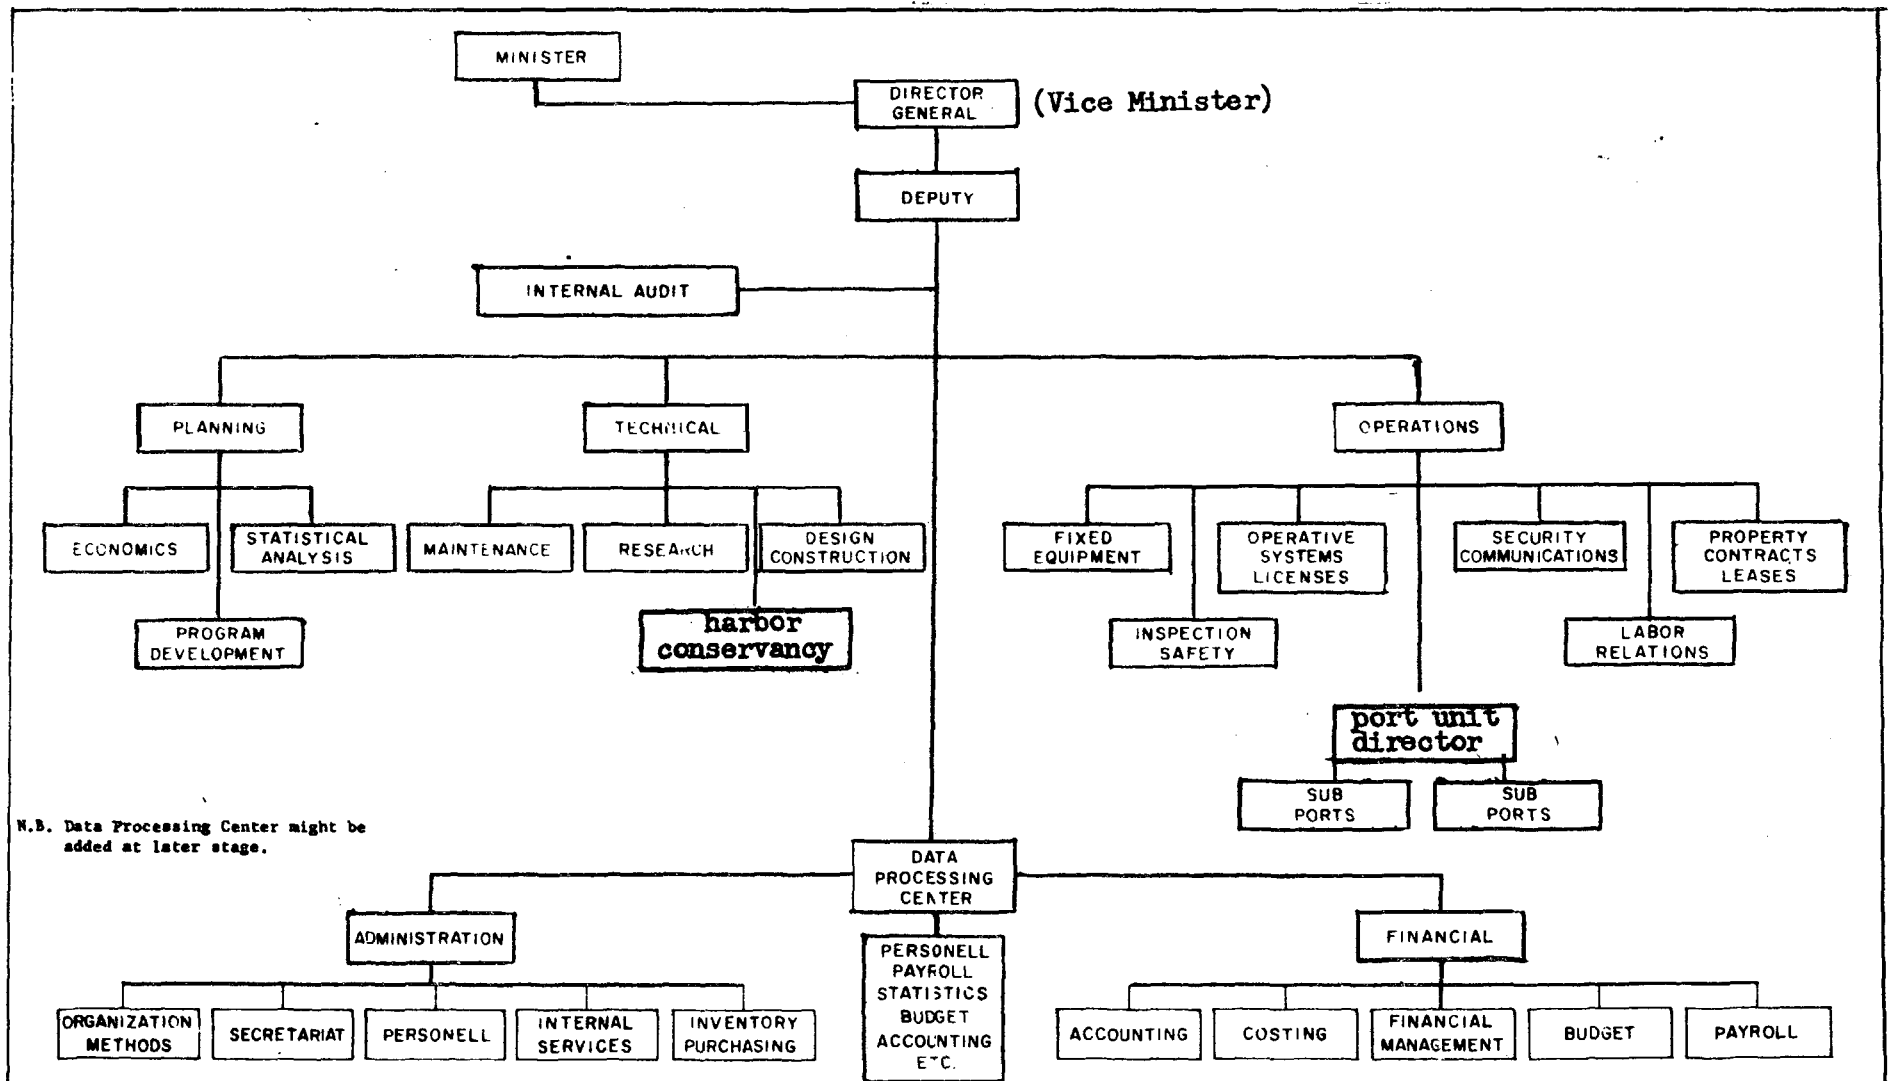 MINISTER
DIRECTOR
GENERAL
(Vice Minister)
DEPUTY
INTERNAL AUDIT
PLANNING
TECHNICAL
OPERATIONS
ECONOMICS
STATISTICAL
ANALYSIS
MAINTENANCE
RESEARCH
DESIGN
CONSTRUCTION
FIXED
EQUIPMENT
OPERATIVE
SYSTEMS
LICENSES
SECURITY
COMMUNICATIONS
PROPERTY
CONTRACTS
LEASES
PROGRAM
DEVELOPMENT
harbor
conservancy
INSPECTION
SAFETY
LABOR
RELATIONS
port unit
director
SUB
PORTS
SUB
PORTS
N.B. Data Processing Center might be
added at later stage.
DATA
PROCESSING
CENTER
ADMINISTRATION
PERSONELL
PAYROLL
STATISTICS
BUDGET
ACCOUNTING
ETC.
FINANCIAL
ORGANIZATION
METHODS
SECRETARIAT
PERSONELL
INTERNAL
SERVICES
INVENTORY
PURCHASING
ACCOUNTING
COSTING
FINANCIAL
MANAGEMENT
BUDGET
PAYROLL